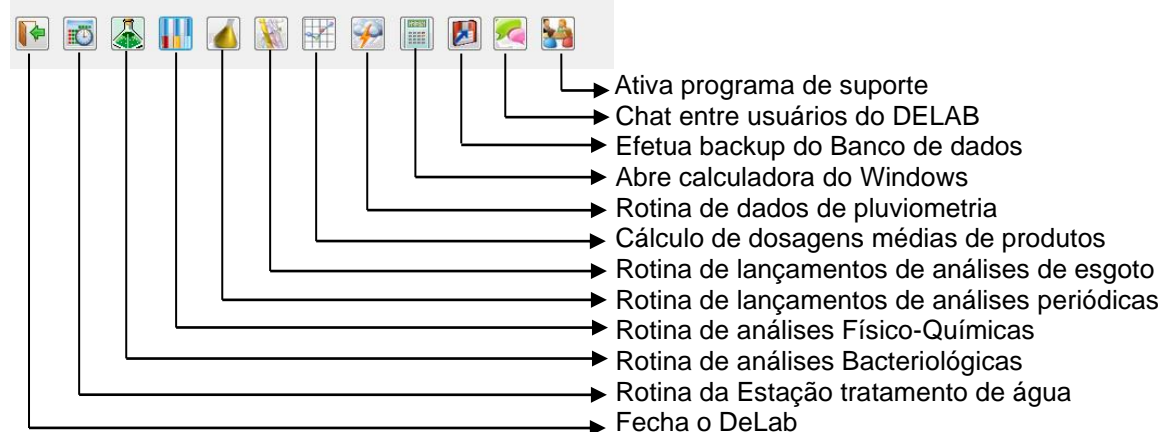 Ativa programa de suporte
Chat entre usuários do DELAB
Efetua backup do Banco de dados
Abre calculadora do Windows
Rotina de dados de pluviometria
Cálculo de dosagens médias de produtos
Rotina de lançamentos de análises de esgoto
Rotina de lançamentos de análises periódicas
Rotina de análises Físico-Químicas
Rotina de análises Bacteriológicas
Rotina da Estação tratamento de água
Fecha o DeLab